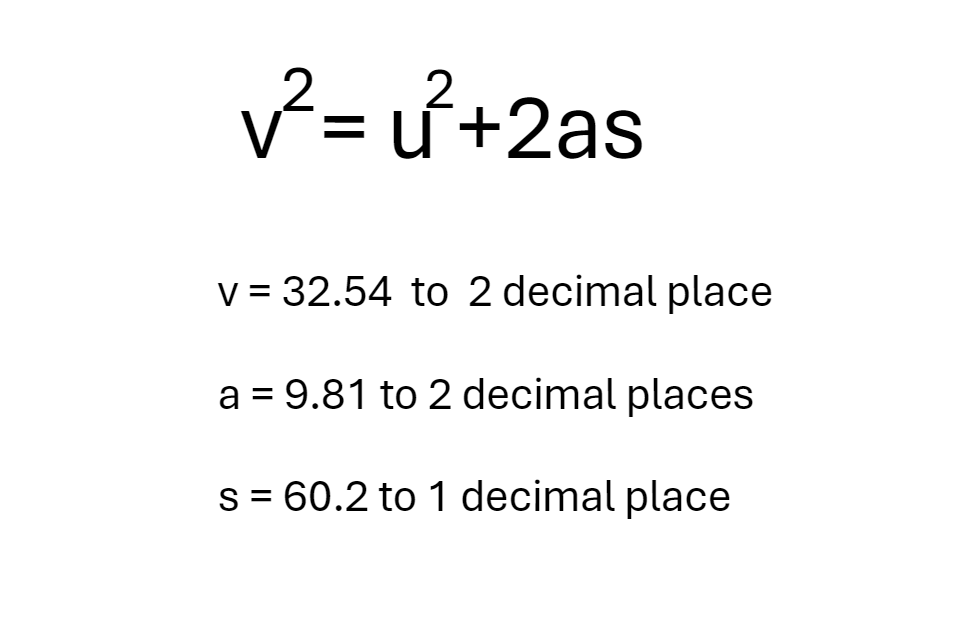 v²= u²+2as
v = 32.54 to 2 decimal place
a = 9.81 to 2 decimal places
s = 60.2 to 1 decimal place